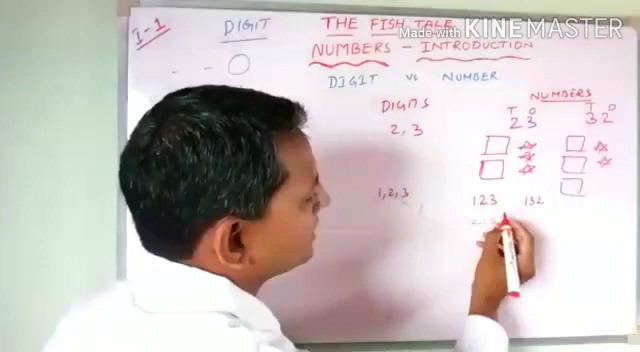 Made with KINEMASTER
I-1
DIGIT
THE FISH TALE
NUMBERS - INTRODUCTION
DIGIT vs NUMBER
DIGITS
NUMBERS
T O
T O
2, 3
2 3
3 2
1, 2, 3
123
132
213